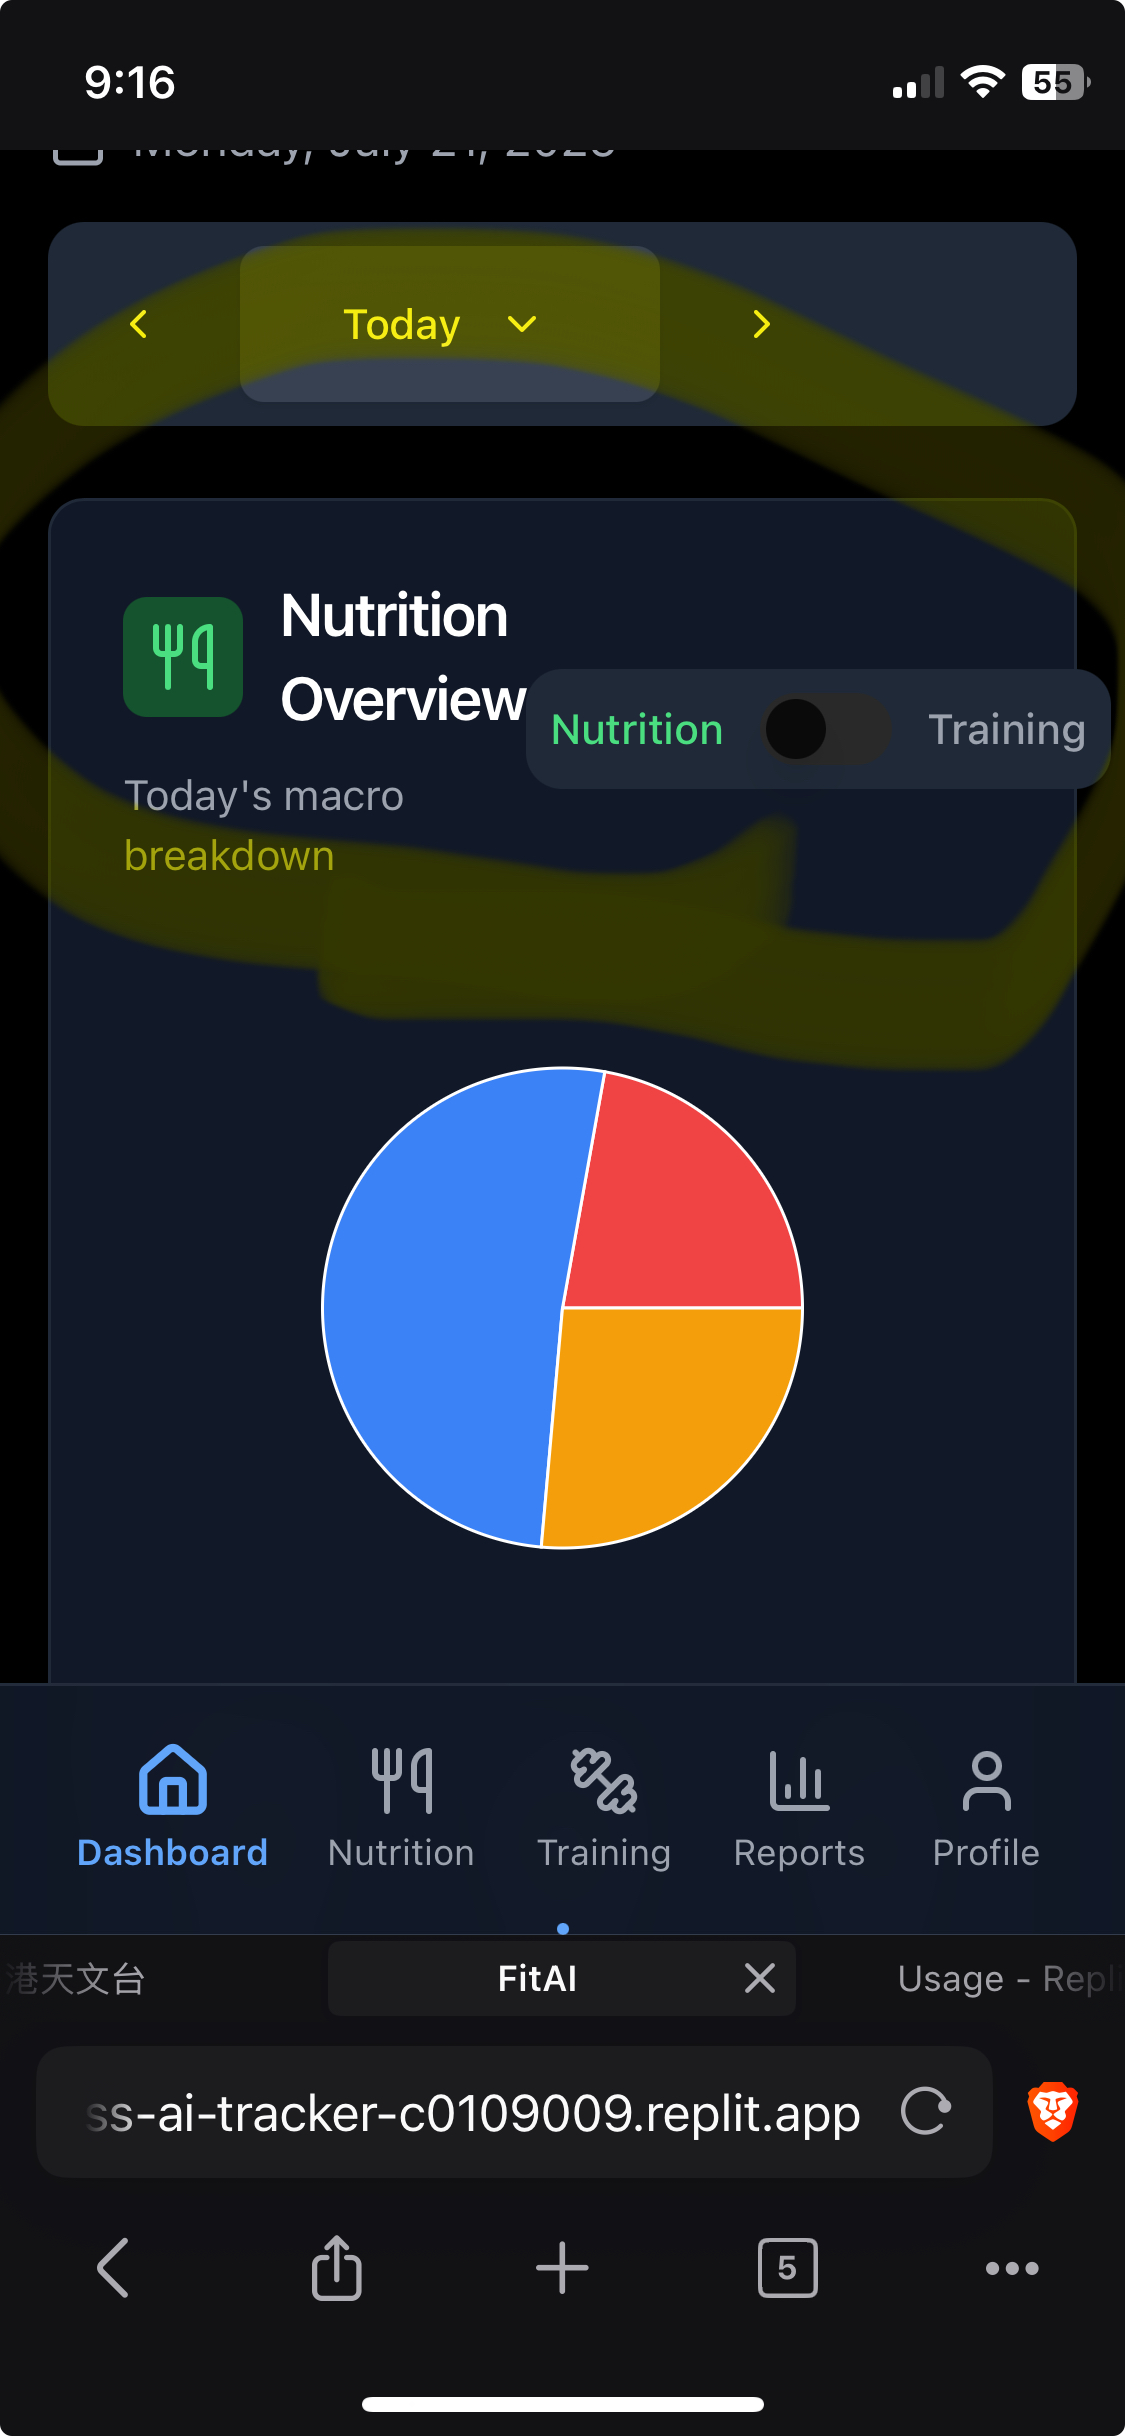 9:16
55
Monday, July 21, 2025
Today
Nutrition
Overview
Nutrition
Training
Today's macro
breakdown
Dashboard
Nutrition
Training
Reports
Profile
港天文台
FitAI
Usage - Repl
ss-ai-tracker-c0109009.replit.app
5